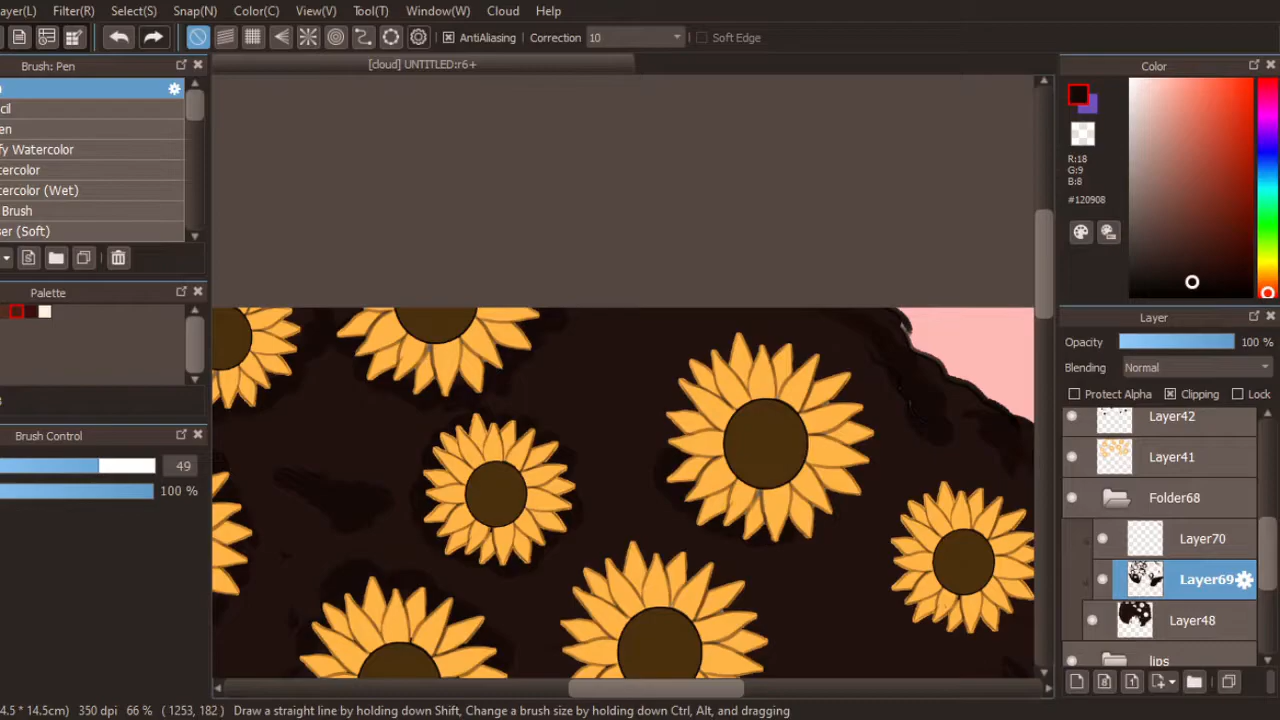 ayer(L) Filter(R) Select(S) Snap(N) Color(C) View(V) Tool(T) Window(W) Cloud Help
AntiAliasing Correction 10 Soft Edge
Brush: Pen
[cloud] UNTITLED:r6+
Color
cil
en
fy Watercolor
tercolor
tercolor (Wet)
Brush
ser (Soft)
R:18
G:9
B:8
#120908
Palette
Layer
Opacity 100 %
Blending Normal
Protect Alpha Clipping Lock
Layer42
Brush Control
Layer41
49
100 %
Folder68
Layer70
Layer69
Layer48
lips
4.5 * 14.5cm) 350 dpi 66 % ( 1253, 182 ) Draw a straight line by holding down Shift, Change a brush size by holding down Ctrl, Alt, and dragging